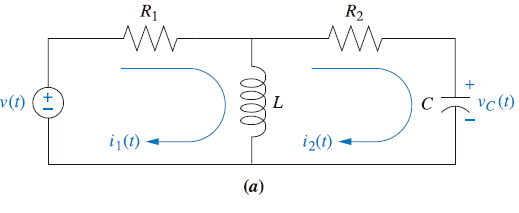 R1 R2
v(t) + − L C + vC(t) −
i1(t) i2(t)
(a)